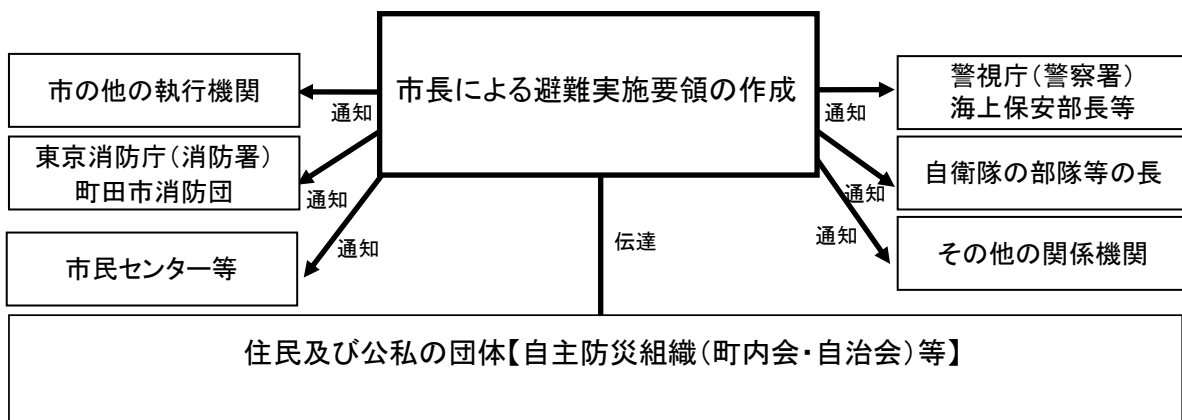 市長による避難実施要領の作成
市の他の執行機関
通知
東京消防庁(消防署)
町田市消防団
通知
市民センター等
通知
警視庁(警察署)
海上保安部長等
通知
自衛隊の部隊等の長
通知
その他の関係機関
通知
伝達
住民及び公私の団体【自主防災組織(町内会・自治会)等】